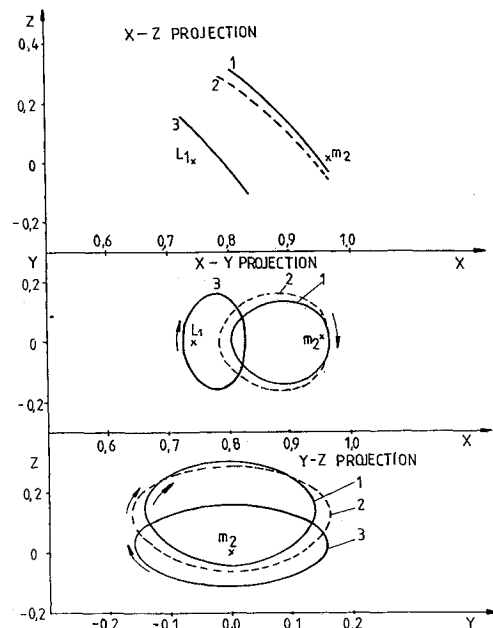 Z
X-Z PROJECTION
0,4
1
2
0,2
3
L1
m2
0
-0,2
0,6 0,7 0,8 0,9 1,0
X
Y
X-Y PROJECTION
0,2
3
2
1
L1
m2
0
-0,2
0,6 0,7 0,8 0,9 1,0
X
Z
Y-Z PROJECTION
1
0,2
2
m2
3
0
-0,2
-0,2 -0,1 0,0 0,1 0,2
Y